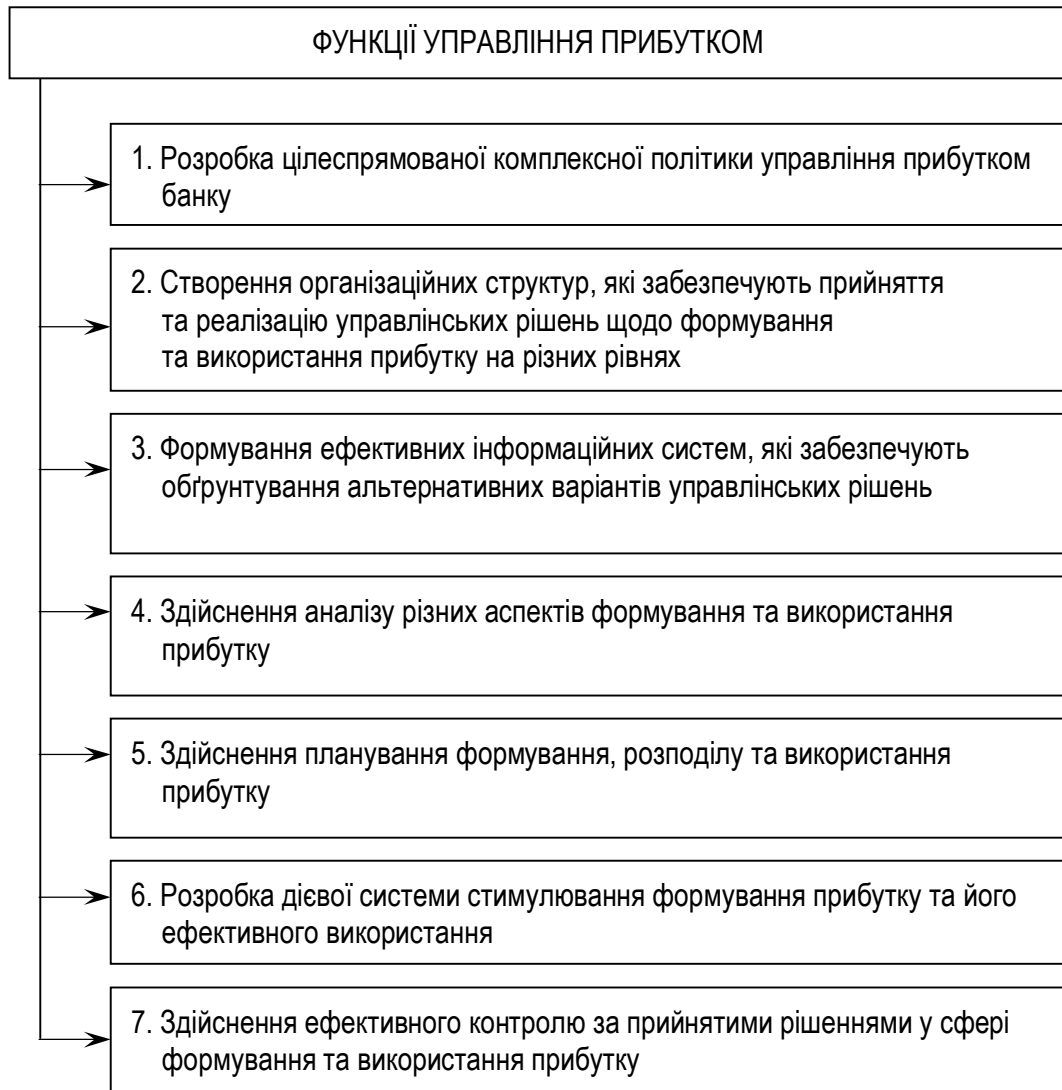 ФУНКЦІЇ УПРАВЛІННЯ ПРИБУТКОМ
1. Розробка цілеспрямованої комплексної політики управління прибутком
банку
2. Створення організаційних структур, які забезпечують прийняття
та реалізацію управлінських рішень щодо формування
та використання прибутку на різних рівнях
3. Формування ефективних інформаційних систем, які забезпечують
обґрунтування альтернативних варіантів управлінських рішень
4. Здійснення аналізу різних аспектів формування та використання
прибутку
5. Здійснення планування формування, розподілу та використання
прибутку
6. Розробка дієвої системи стимулювання формування прибутку та його
ефективного використання
7. Здійснення ефективного контролю за прийнятими рішеннями у сфері
формування та використання прибутку